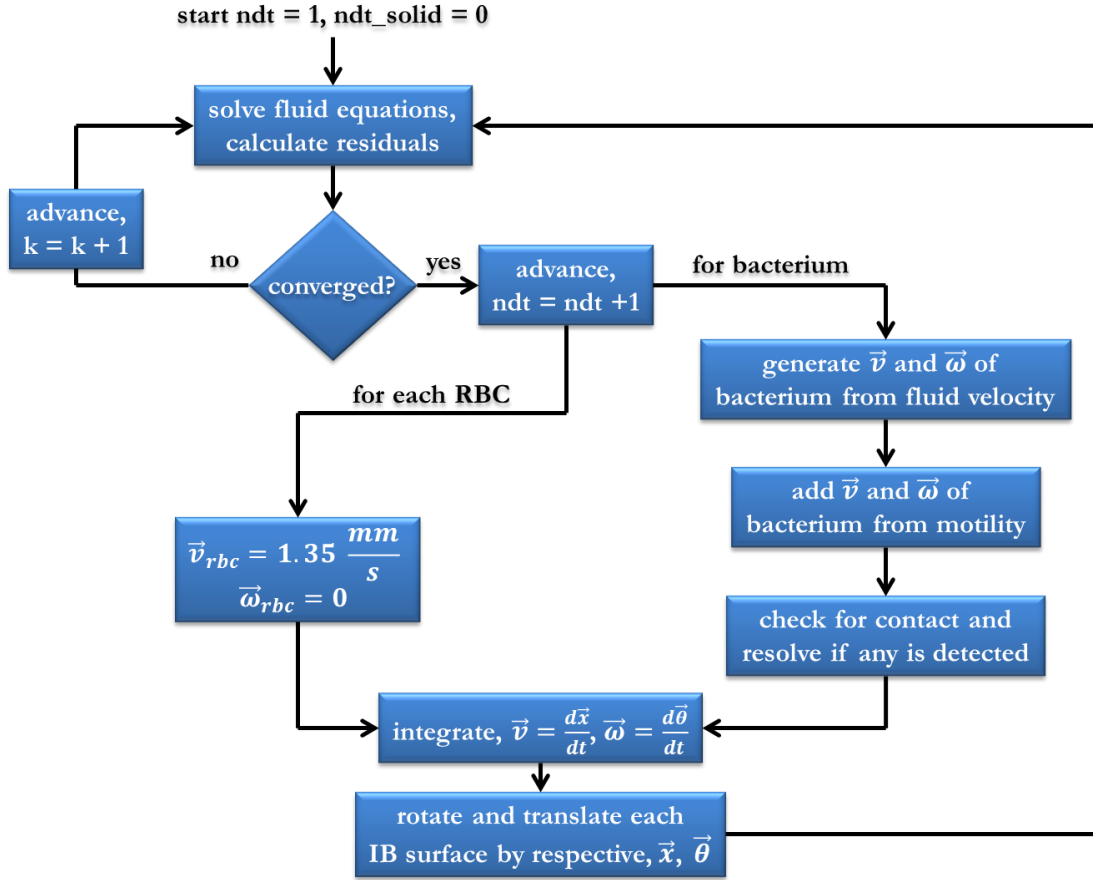 start ndt = 1, ndt_solid = 0
solve fluid equations,
calculate residuals
advance,
k = k + 1
no
converged?
yes
advance,
ndt = ndt +1
for bacterium
generate v⃗ and ω⃗ of
bacterium from fluid velocity
for each RBC
add v⃗ and ω⃗ of
bacterium from motility
v⃗_rbc = 1.35 mm/s
ω⃗_rbc = 0
check for contact and
resolve if any is detected
integrate, v⃗ = dx⃗/dt, ω⃗ = dθ⃗/dt
rotate and translate each
IB surface by respective, x⃗, θ⃗